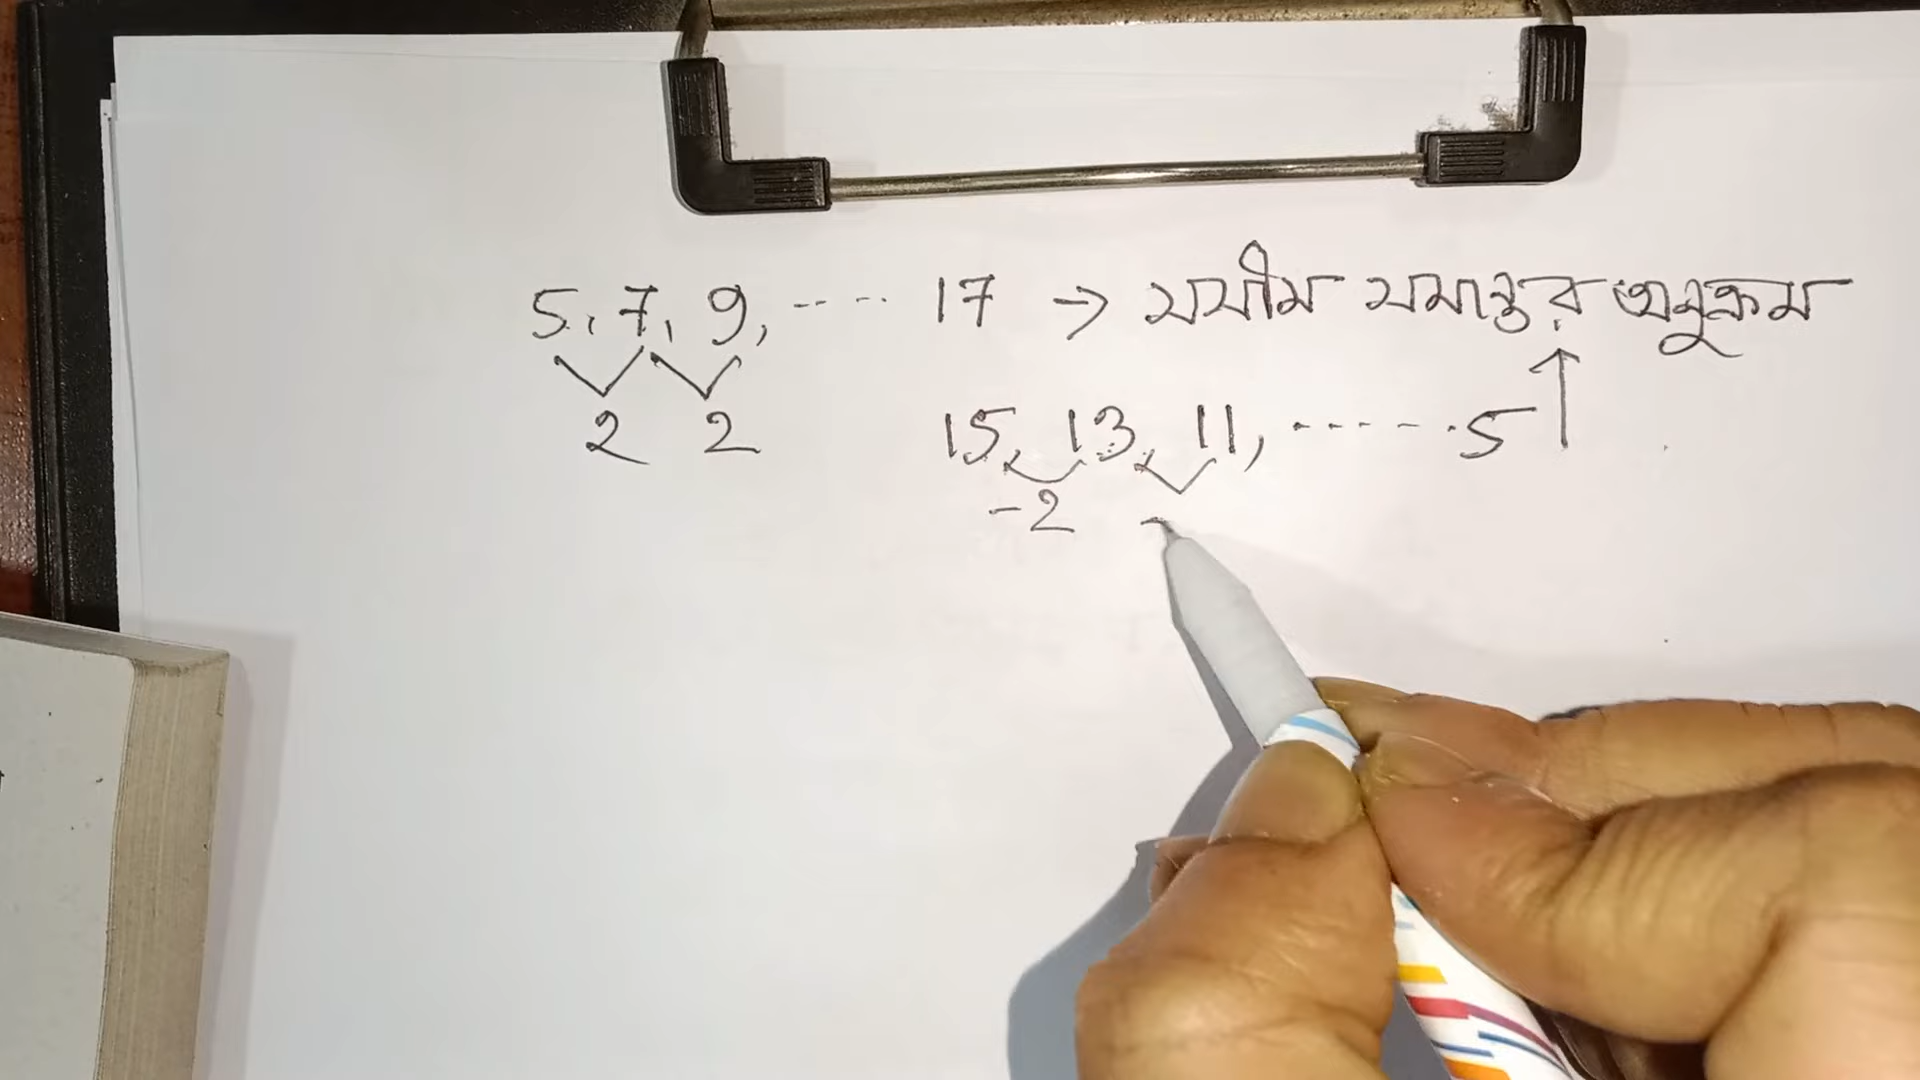 5, 7, 9, ---- 17 → সসীম সমান্তর অনুক্রম
2 2
15, 13, 11, ------- 5 ↑
-2 -